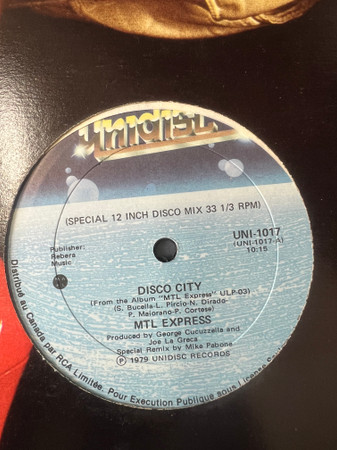 unidisc
(SPECIAL 12 INCH DISCO MIX 33 1/3 RPM)
UNI-1017
(UNI-1017-A)
10:15
Publisher:
Rebera
Music
DISCO CITY
(From the Album "MTL Express" ULP-03)
(S. Bucella-L. Pircio-N. Dirado-
P. Maiorano-P. Cortese)
MTL EXPRESS
Produced by George Cucuzzella and
Joe La Greca
Special Remix by Mike Pabone
Ⓟ 1979 UNIDISC RECORDS
Distribué au Canada par RCA Limitée. Pour Exécution Publique sous License